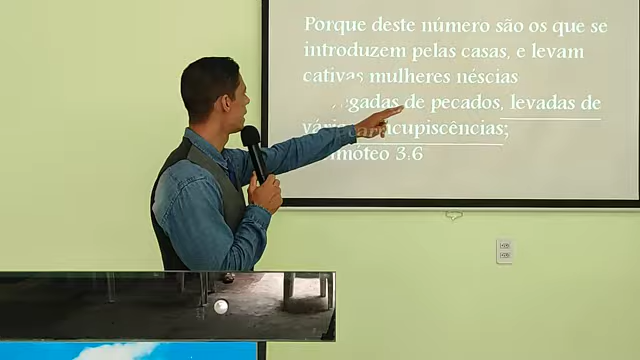 Porque deste número são os que se
introduzem pelas casas, e levam
cativas mulheres néscias
de pecados, levadas de
3:6